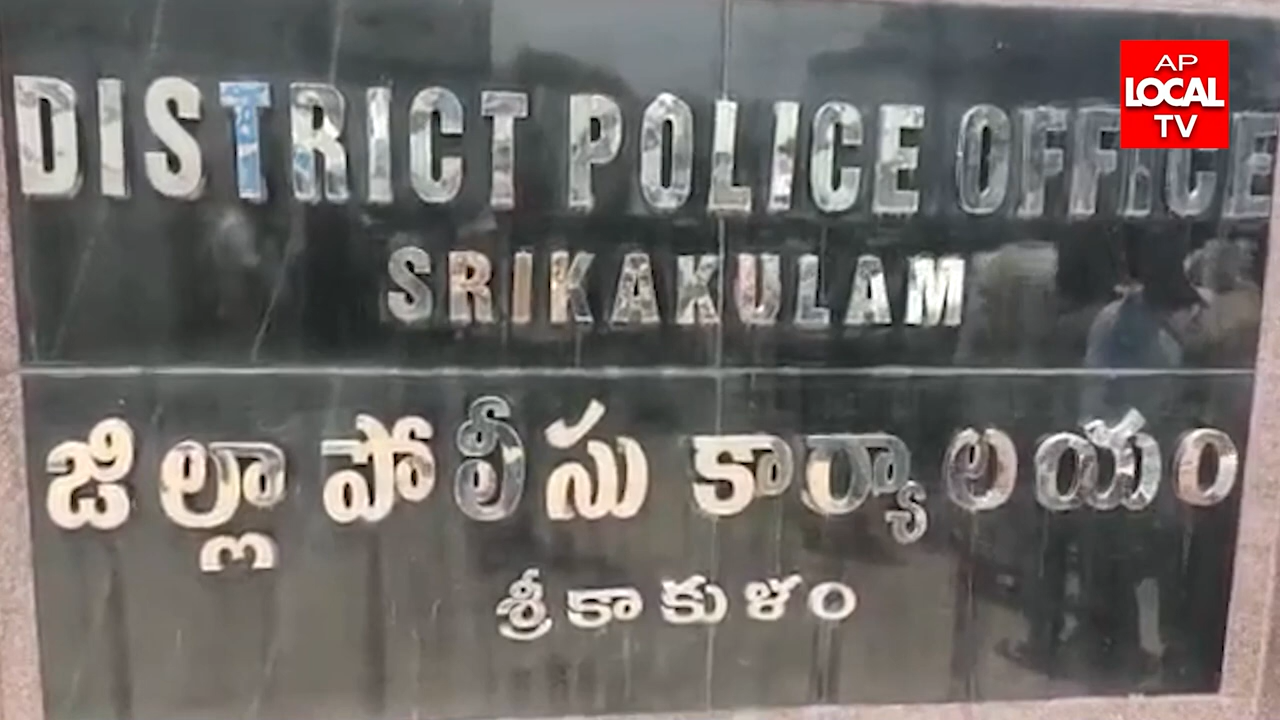 DISTRICT POLICE OFFICE
SRIKAKULAM
జిల్లా పోలీసు కార్యాలయం
శ్రీకాకుళం
AP
LOCAL
TV